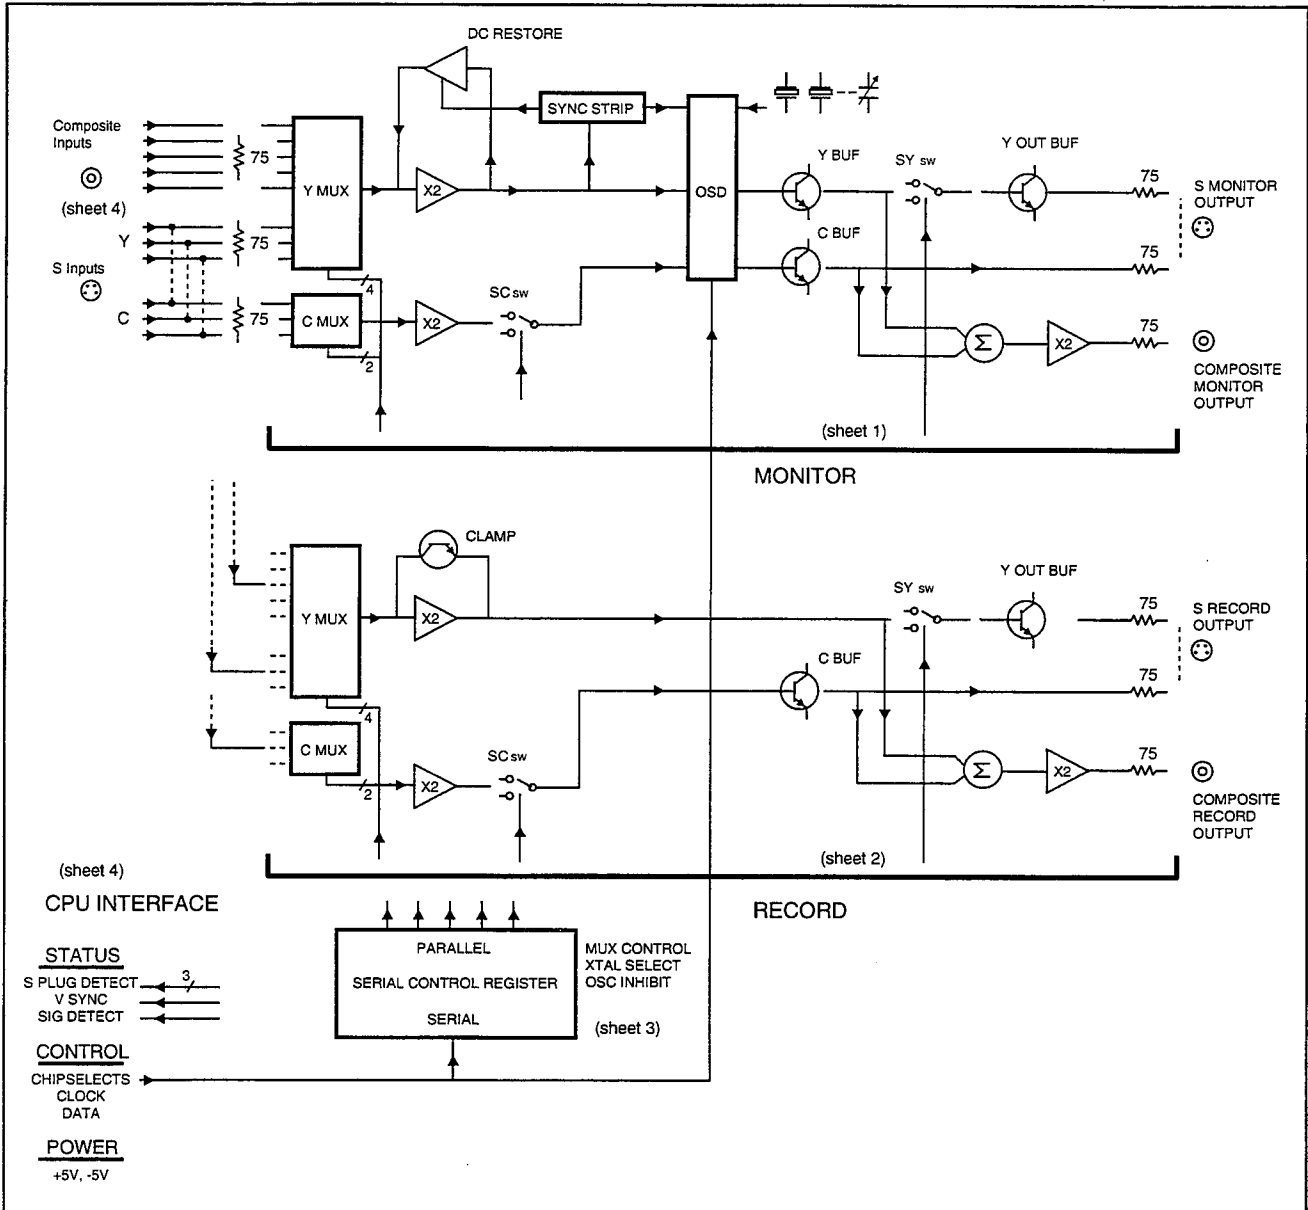 DC RESTORE
SYNC STRIP
Composite
Inputs
75
Y MUX
X2
OSD
Y BUF
SY sw
Y OUT BUF
75
S MONITOR
OUTPUT
(sheet 4)
Y
75
C BUF
75
S Inputs
4
SC sw
C
75
C MUX
X2
2
Σ
X2
75
COMPOSITE
MONITOR
OUTPUT
(sheet 1)
MONITOR
CLAMP
Y MUX
X2
SY sw
Y OUT BUF
75
S RECORD
OUTPUT
C BUF
75
4
C MUX
SC sw
2
X2
Σ
X2
75
COMPOSITE
RECORD
OUTPUT
(sheet 4)
(sheet 2)
CPU INTERFACE
RECORD
STATUS
S PLUG DETECT
3
V SYNC
SIG DETECT
PARALLEL
SERIAL CONTROL REGISTER
SERIAL
MUX CONTROL
XTAL SELECT
OSC INHIBIT
(sheet 3)
CONTROL
CHIPSELECTS
CLOCK
DATA
POWER
+5V, -5V